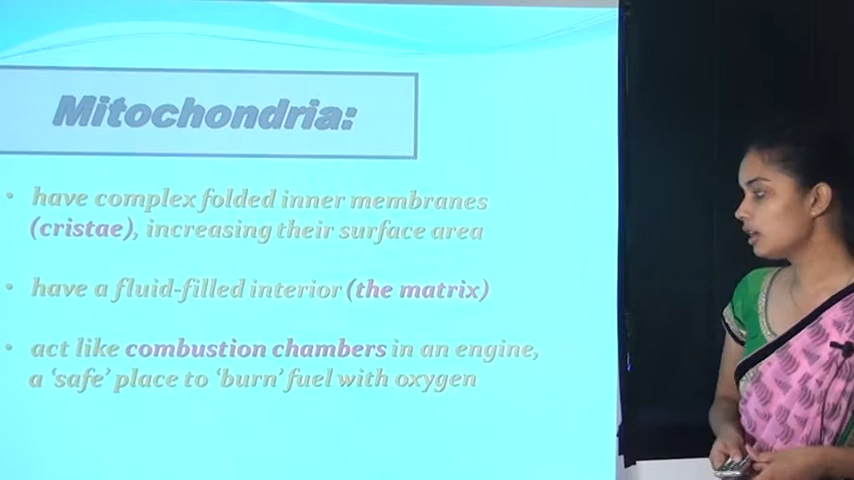 Mitochondria:
• have complex folded inner membranes
(cristae), increasing their surface area
• have a fluid-filled interior (the matrix)
• act like combustion chambers in an engine,
a ‘safe’ place to ‘burn’ fuel with oxygen